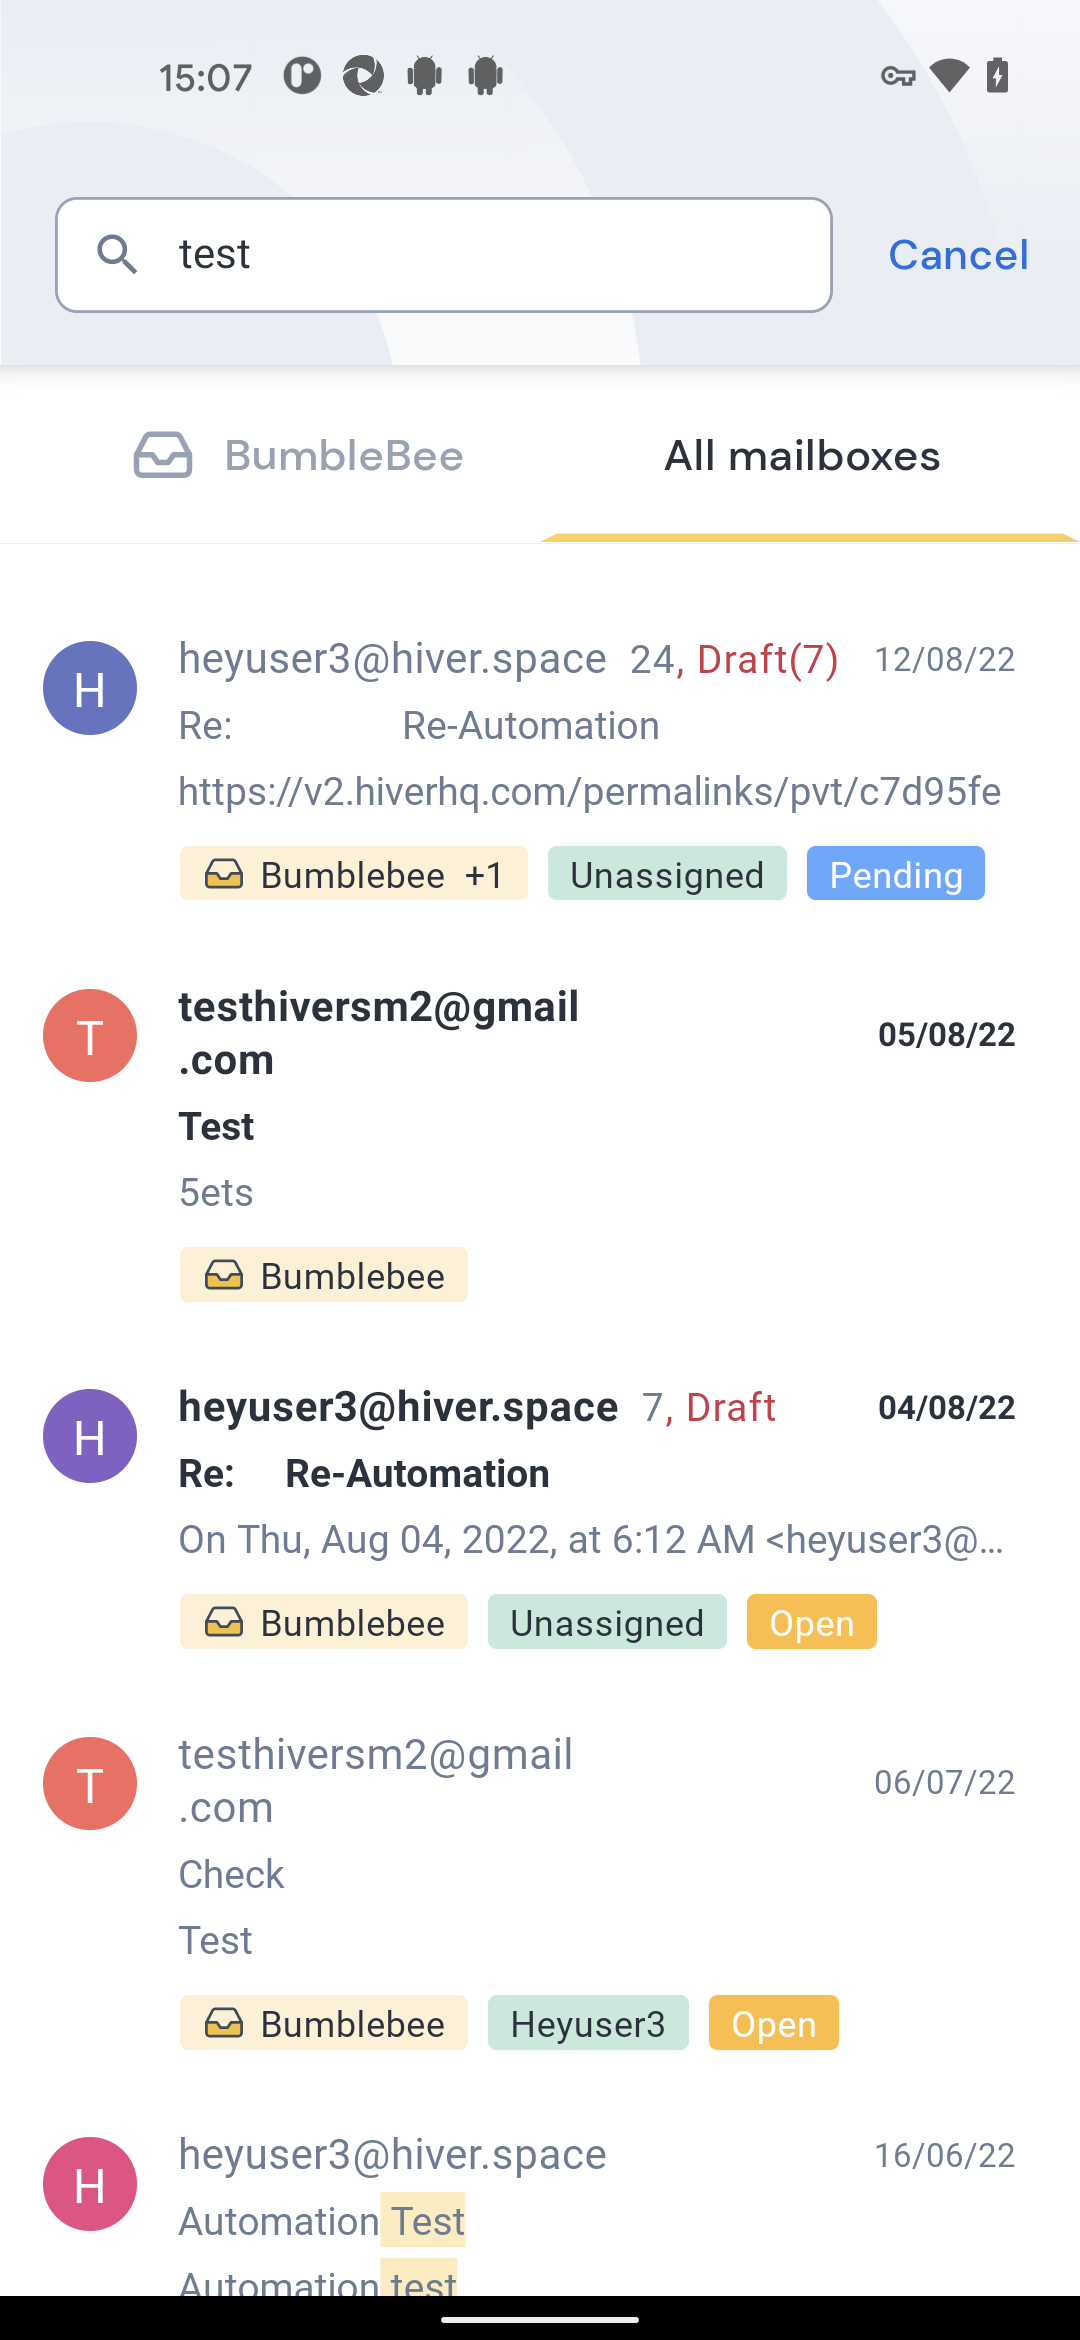 15:07
test
Cancel
BumbleBee
All mailboxes
H
heyuser3@hiver.space 24, Draft(7) 12/08/22
Re: Re-Automation
https://v2.hiverhq.com/permalinks/pvt/c7d95fe
Bumblebee +1 Unassigned Pending
T
testhiversm2@gmail
.com
05/08/22
Test
5ets
Bumblebee
H
heyuser3@hiver.space 7, Draft 04/08/22
Re: Re-Automation
On Thu, Aug 04, 2022, at 6:12 AM <heyuser3@...
Bumblebee Unassigned Open
T
testhiversm2@gmail
.com
06/07/22
Check
Test
Bumblebee Heyuser3 Open
H
heyuser3@hiver.space 16/06/22
Automation Test
Automation test